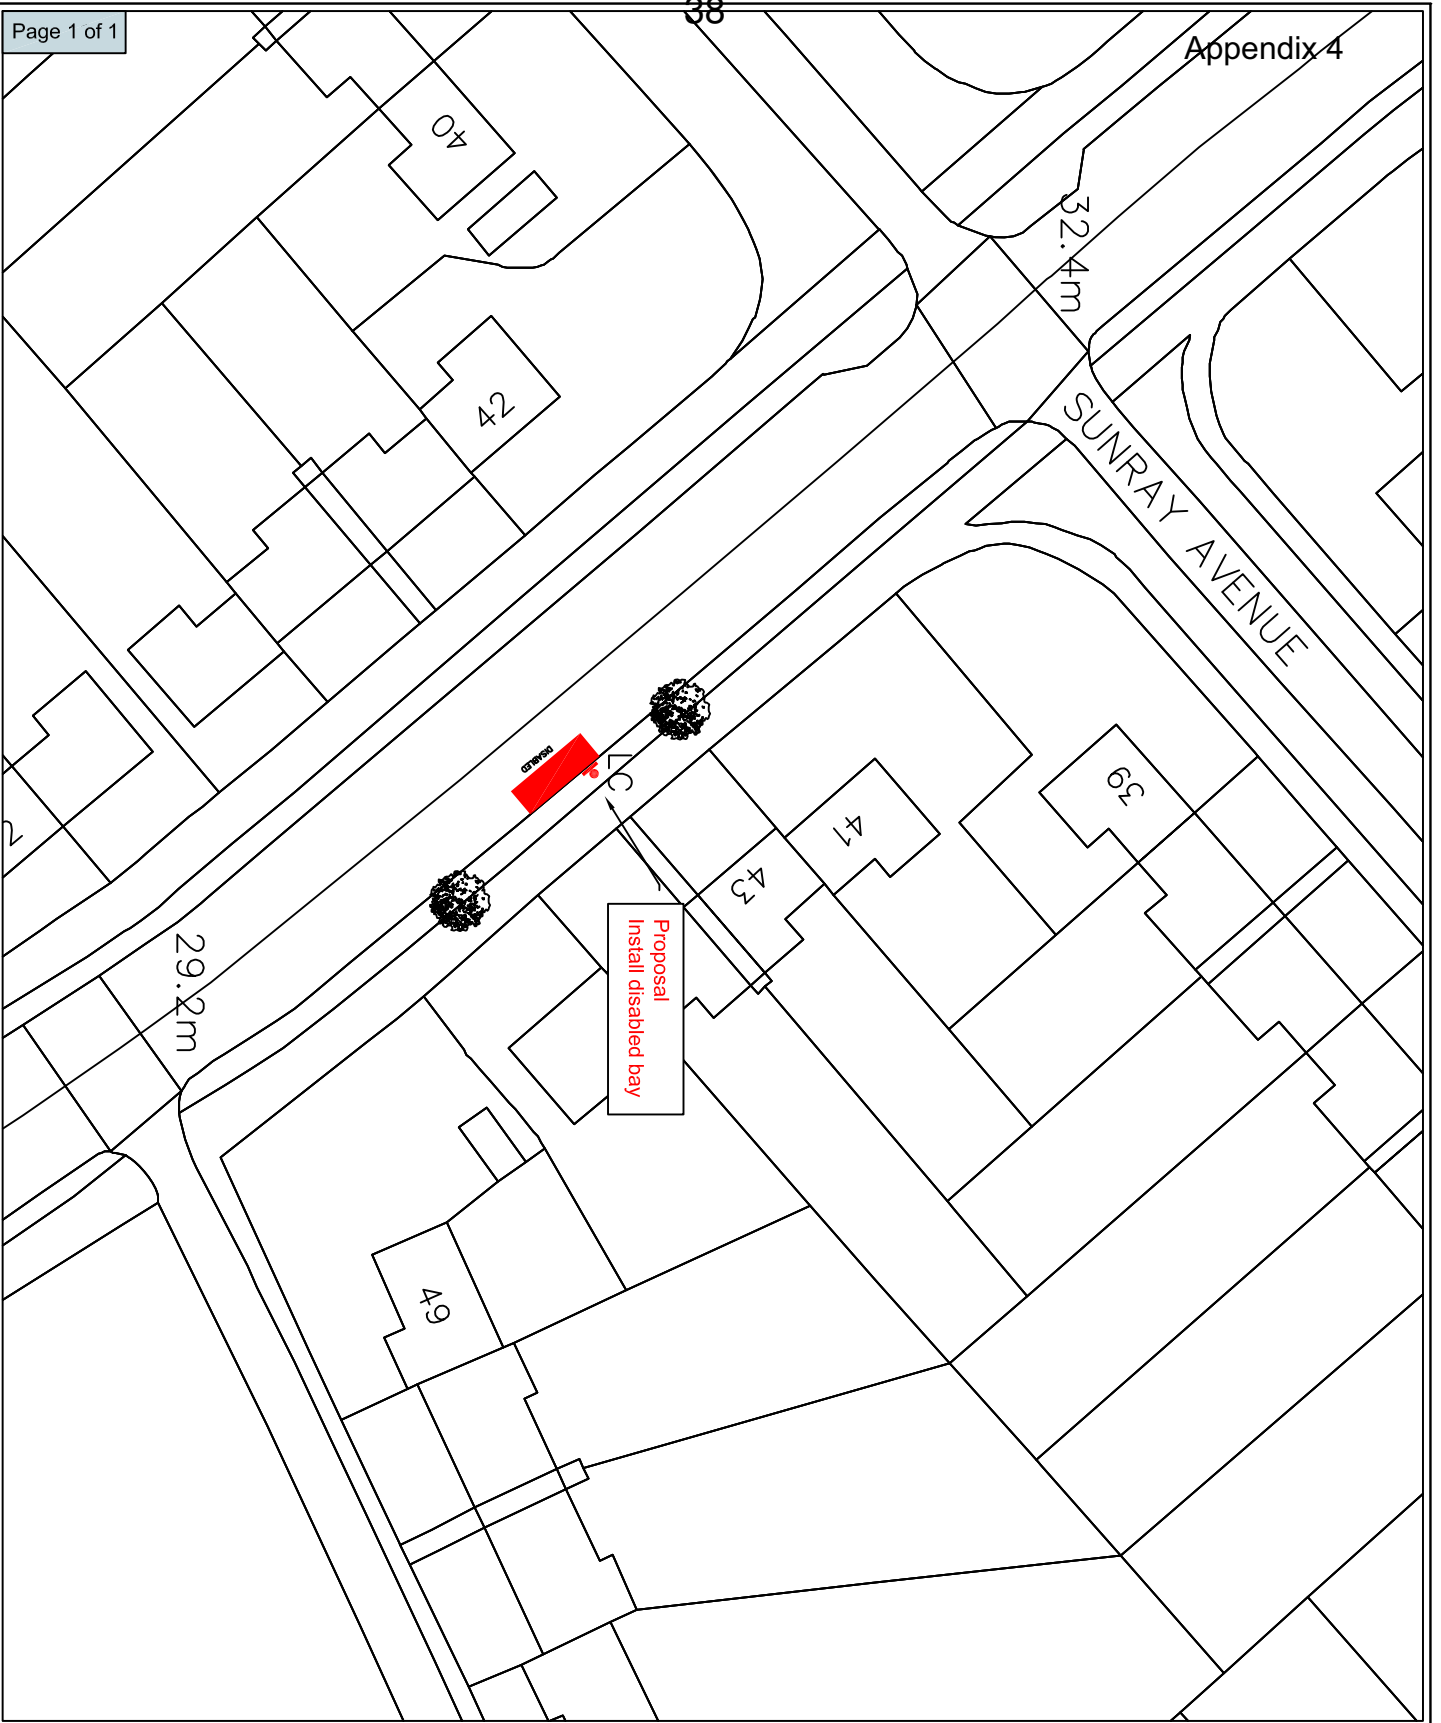 38
Page 1 of 1
Appendix 4
40
32.4m
42
SUNRAY AVENUE
DISABLED
LC
39
41
43
2
Proposal
Install disabled bay
29.2m
49